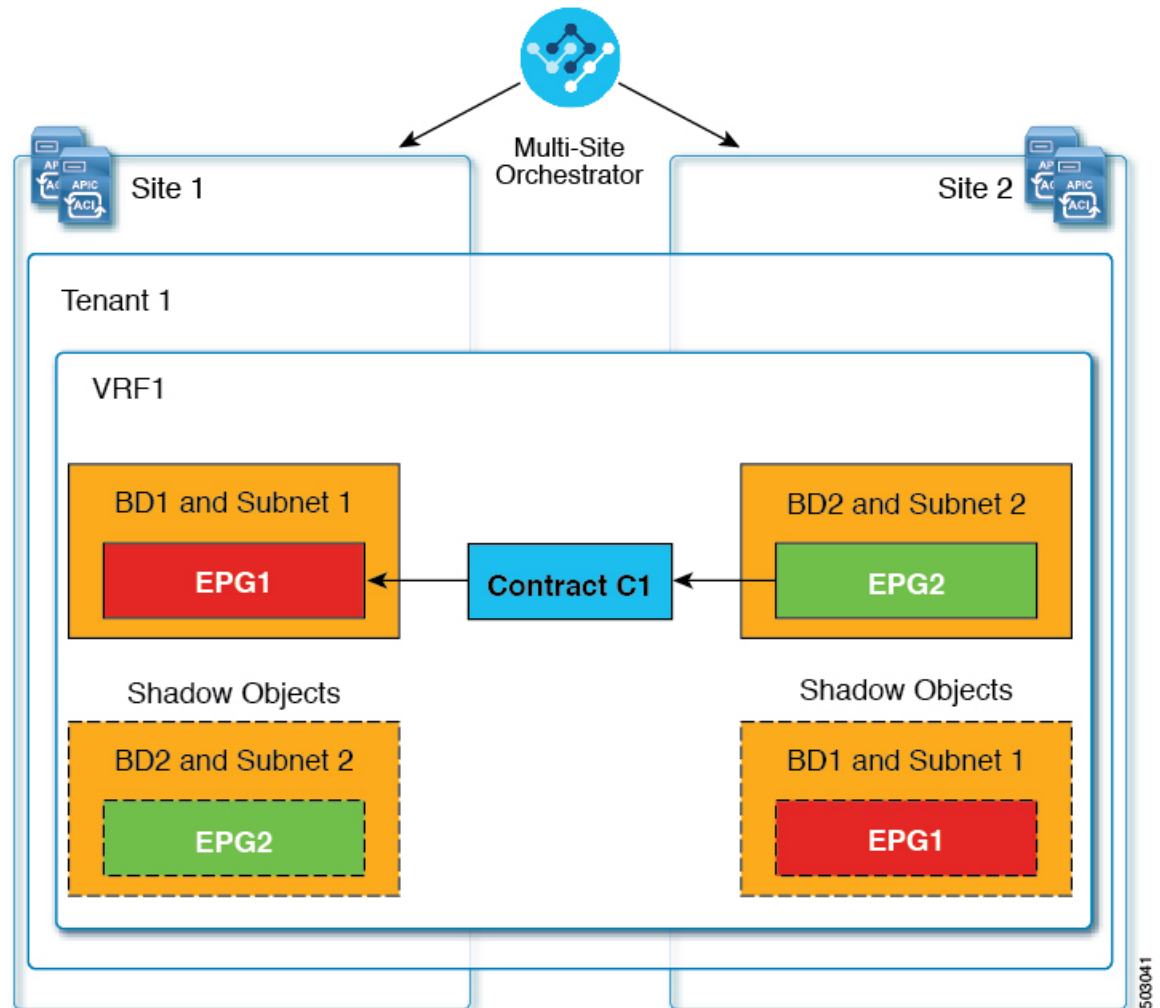 Multi-Site
Orchestrator
AP
APIC
ACI
Site 1
Site 2
AP
APIC
ACI
Tenant 1
VRF1
BD1 and Subnet 1
EPG1
Contract C1
BD2 and Subnet 2
EPG2
Shadow Objects
BD2 and Subnet 2
EPG2
Shadow Objects
BD1 and Subnet 1
EPG1
503041